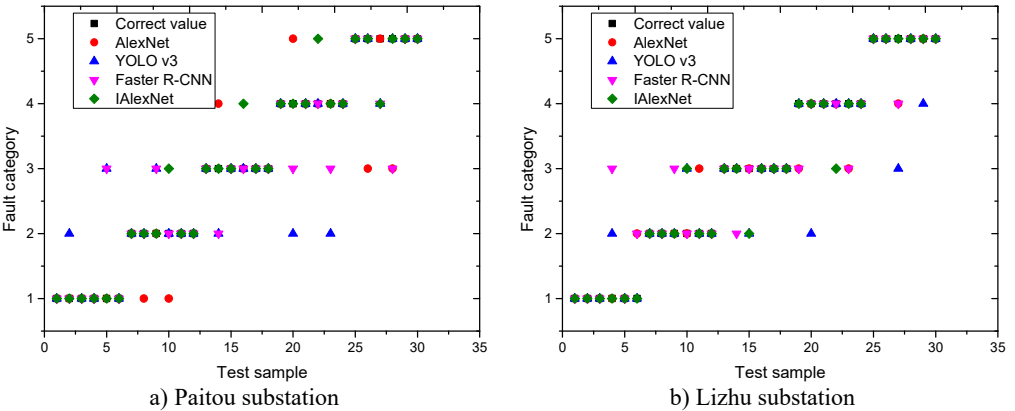 Correct value
AlexNet
YOLO v3
Faster R-CNN
IAlexNet
5
4
3
2
1
Fault category
0 5 10 15 20 25 30 35
Test sample
a) Paitou substation
Correct value
AlexNet
YOLO v3
Faster R-CNN
IAlexNet
5
4
3
2
1
Fault category
0 5 10 15 20 25 30 35
Test sample
b) Lizhu substation